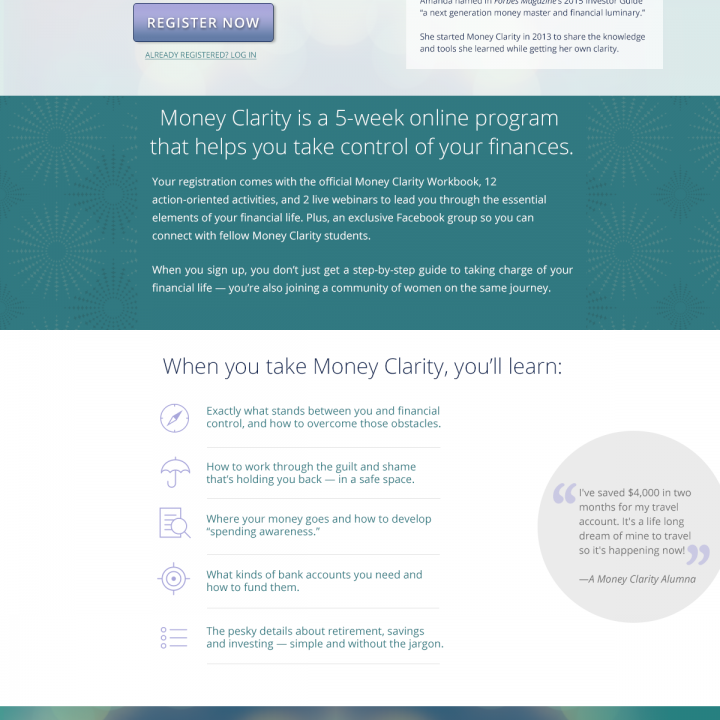 REGISTER NOW
ALREADY REGISTERED? LOG IN
Amanda named in Forbes Magazine's 2015 Investor Guide
"a next generation money master and financial luminary."
She started Money Clarity in 2013 to share the knowledge
and tools she learned while getting her own clarity.
Money Clarity is a 5-week online program
that helps you take control of your finances.
Your registration comes with the official Money Clarity Workbook, 12
action-oriented activities, and 2 live webinars to lead you through the essential
elements of your financial life. Plus, an exclusive Facebook group so you can
connect with fellow Money Clarity students.
When you sign up, you don't just get a step-by-step guide to taking charge of your
financial life — you're also joining a community of women on the same journey.
When you take Money Clarity, you'll learn:
Exactly what stands between you and financial
control, and how to overcome those obstacles.
How to work through the guilt and shame
that's holding you back — in a safe space.
Where your money goes and how to develop
"spending awareness."
What kinds of bank accounts you need and
how to fund them.
The pesky details about retirement, savings
and investing — simple and without the jargon.
“I've saved $4,000 in two
months for my travel
account. It's a life long
dream of mine to travel
so it's happening now!”
—A Money Clarity Alumna